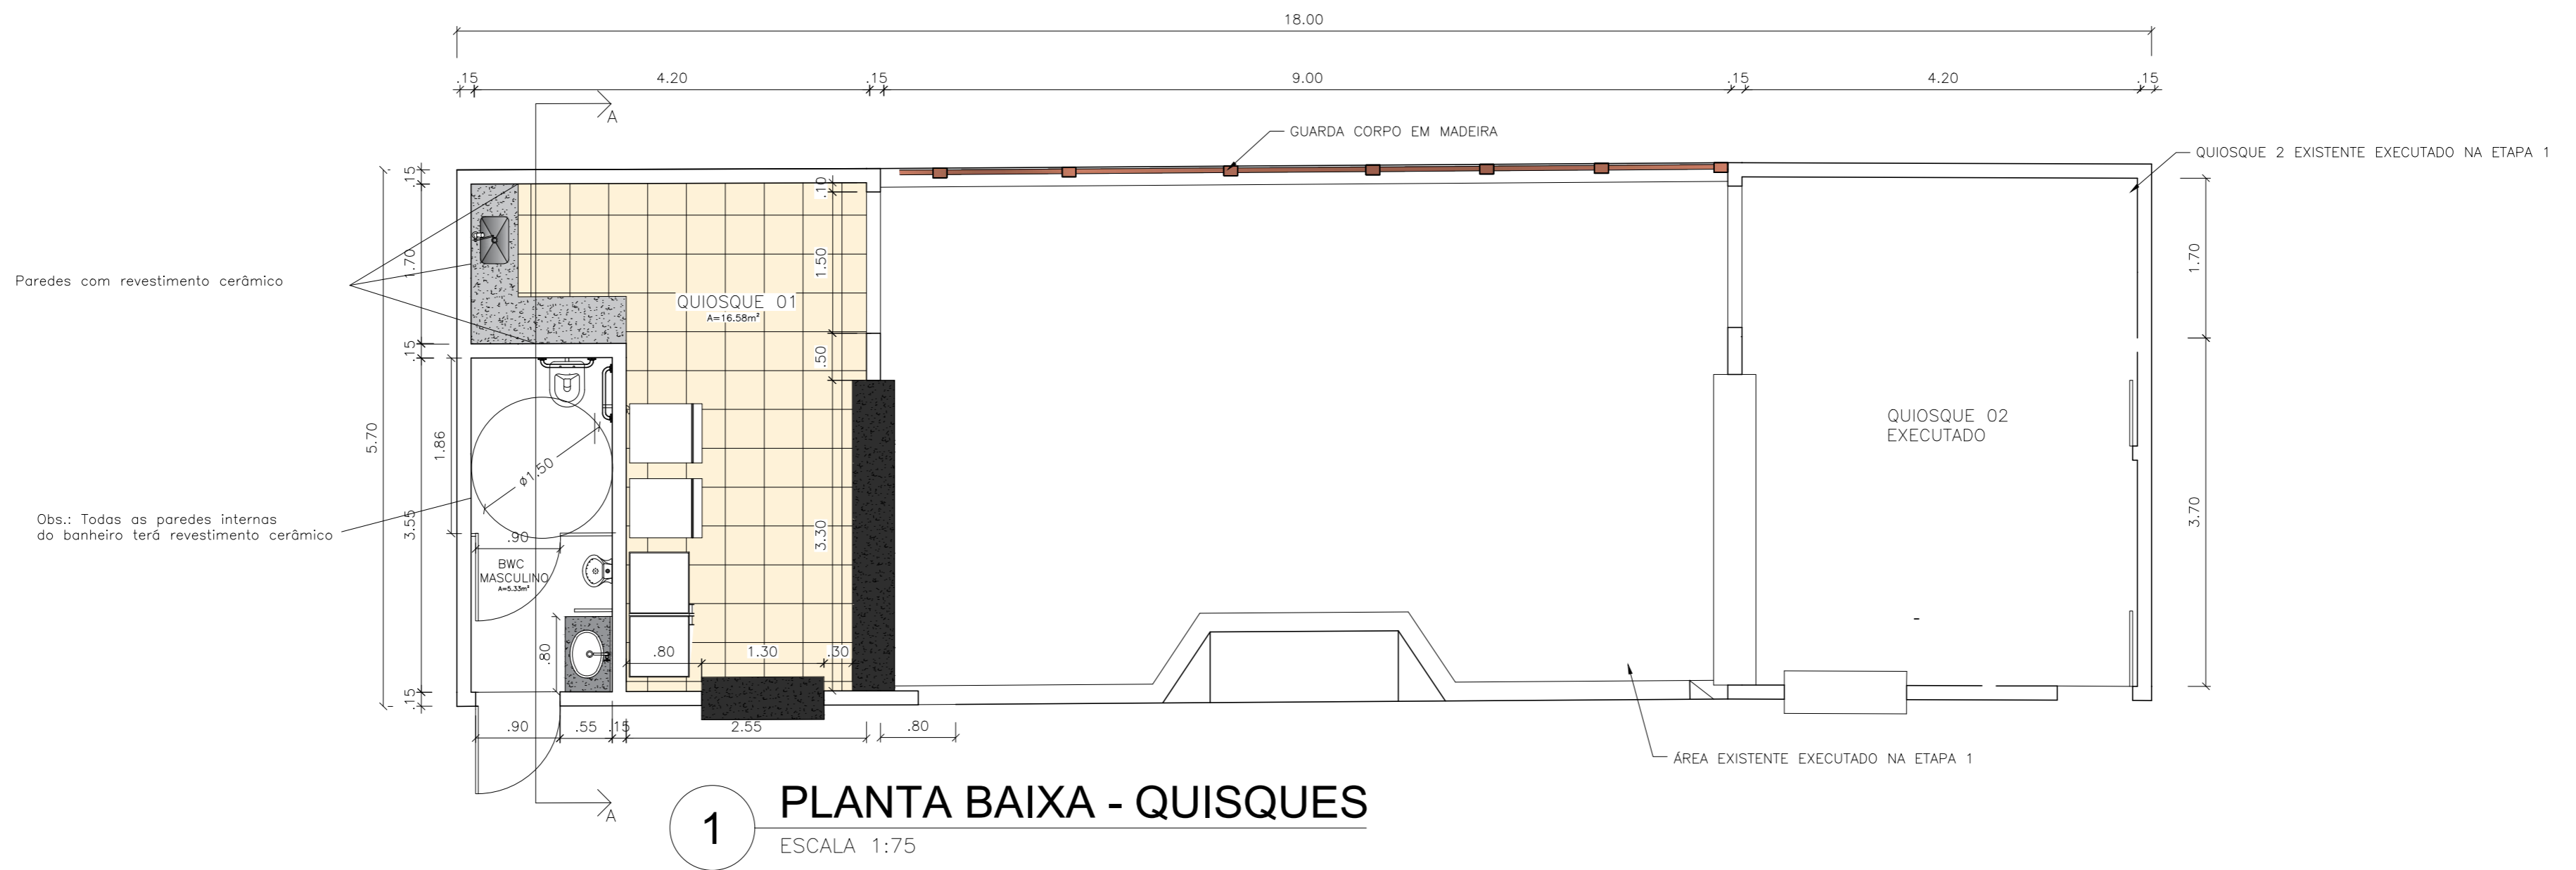 18.00
.15
4.20
.15
9.00
.15
4.20
.15
A
GUARDA CORPO EM MADEIRA
QUIOSQUE 2 EXISTENTE EXECUTADO NA ETAPA 1
.15
.10
1.70
1.50
1.70
Paredes com revestimento cerâmico
QUIOSQUE 01
A=16.58m²
.15
.50
5.70
1.86
ø1.50
QUIOSQUE 02
EXECUTADO
3.55
3.30
3.70
Obs.: Todas as paredes internas
do banheiro terá revestimento cerâmico
.90
BWC
MASCULINO
A=5.33m²
.80
.80
1.30
.30
.15
.90
.55
.15
2.55
.80
ÁREA EXISTENTE EXECUTADO NA ETAPA 1
A
1
PLANTA BAIXA - QUISQUES
ESCALA 1:75